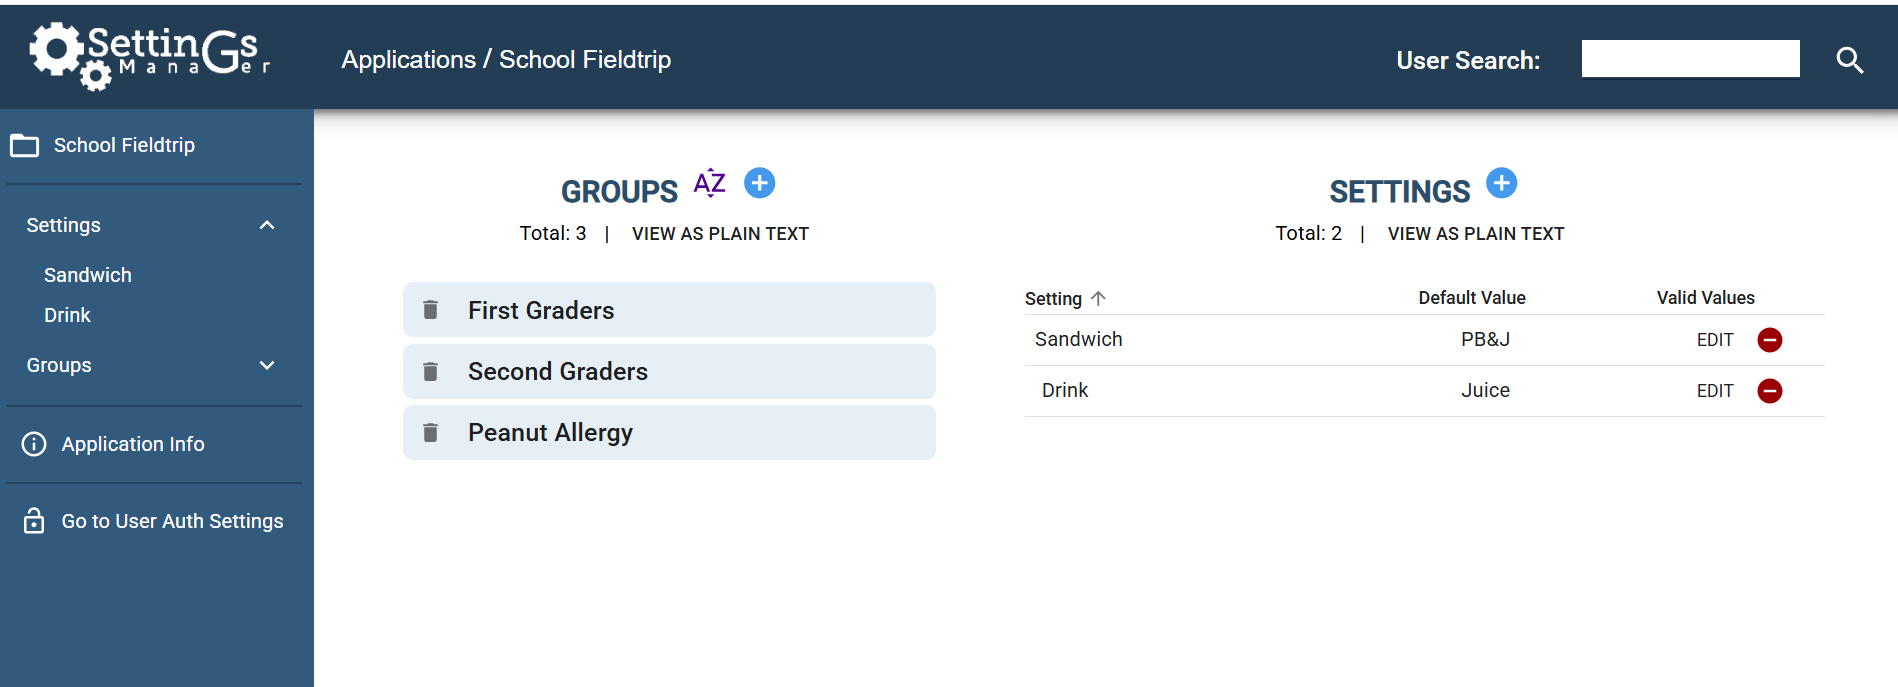 SettinGs
ManaGer
Applications / School Fieldtrip
User Search:
School Fieldtrip
Settings
Sandwich
Drink
Groups
Application Info
Go to User Auth Settings
GROUPS AZ
Total: 3 | VIEW AS PLAIN TEXT
First Graders
Second Graders
Peanut Allergy
SETTINGS
Total: 2 | VIEW AS PLAIN TEXT
Setting Default Value Valid Values
Sandwich PB&J EDIT
Drink Juice EDIT